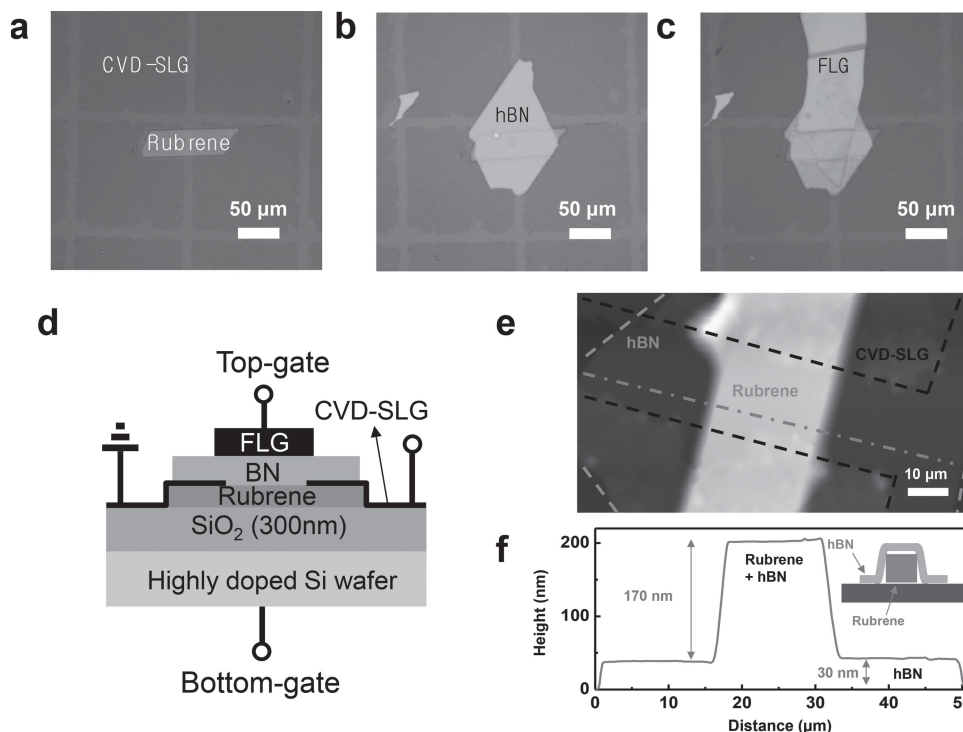 a
CVD-SLG
Rubrene
50 μm
b
hBN
50 μm
c
FLG
50 μm
d
Top-gate
CVD-SLG
FLG
BN
Rubrene
SiO2 (300nm)
Highly doped Si wafer
Bottom-gate
e
hBN
CVD-SLG
Rubrene
10 μm
f
Height (nm)
200
100
0
170 nm
Rubrene
+ hBN
hBN
Rubrene
30 nm
hBN
0
10
20
30
40
50
Distance (μm)